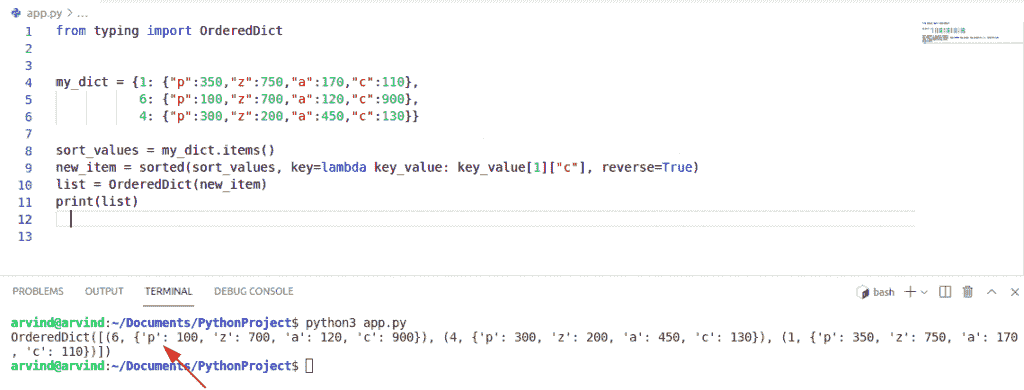 app.py > ...
1 from typing import OrderedDict
2
3
4 my_dict = {1: {"p":350,"z":750,"a":170,"c":110},
5 6: {"p":100,"z":700,"a":120,"c":900},
6 4: {"p":300,"z":200,"a":450,"c":130}}
7
8 sort_values = my_dict.items()
9 new_item = sorted(sort_values, key=lambda key_value: key_value[1]["c"], reverse=True)
10 list = OrderedDict(new_item)
11 print(list)
12
13
PROBLEMS OUTPUT TERMINAL DEBUG CONSOLE bash
arvind@arvind:~/Documents/PythonProject$ python3 app.py
OrderedDict([(6, {'p': 100, 'z': 700, 'a': 120, 'c': 900}), (4, {'p': 300, 'z': 200, 'a': 450, 'c': 130}), (1, {'p': 350, 'z': 750, 'a': 170
, 'c': 110})])
arvind@arvind:~/Documents/PythonProject$